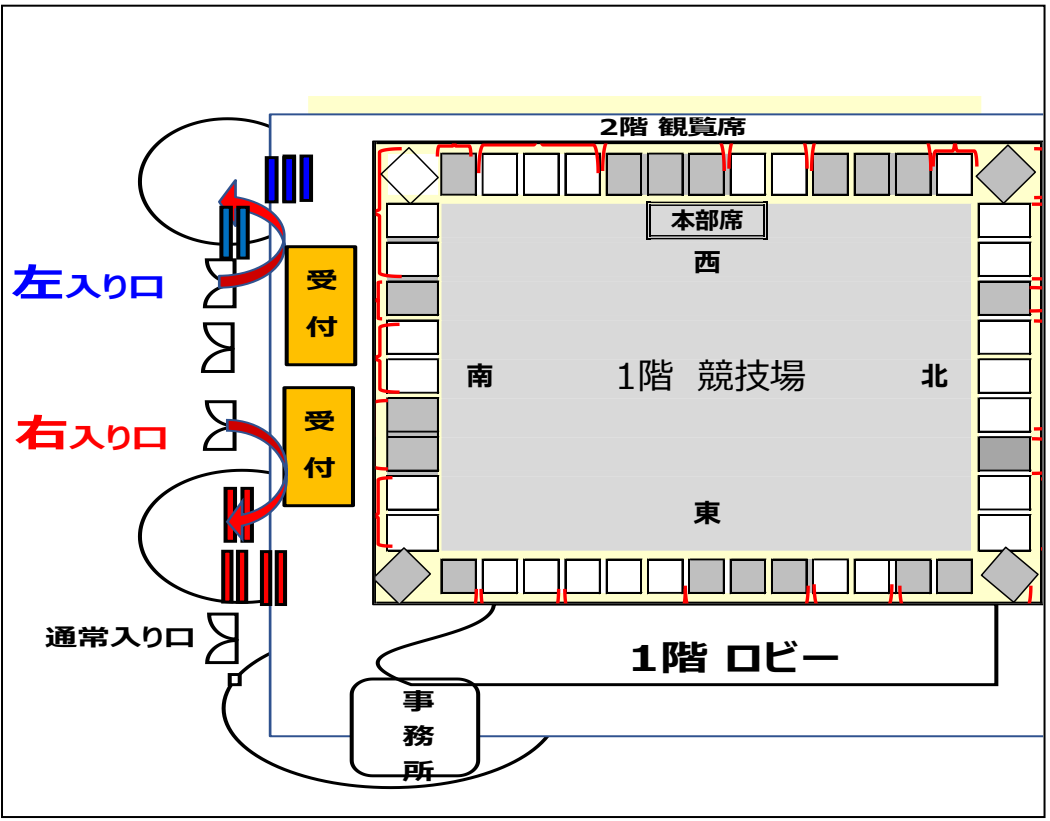 2階 観覧席
本部席
西
左入り口
受
付
南
1階 競技場
北
右入り口
受
付
東
通常入り口
1階 ロビー
事
務
所